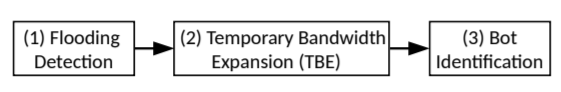 (1) Flooding
Detection
(2) Temporary Bandwidth
Expansion (TBE)
(3) Bot
Identification